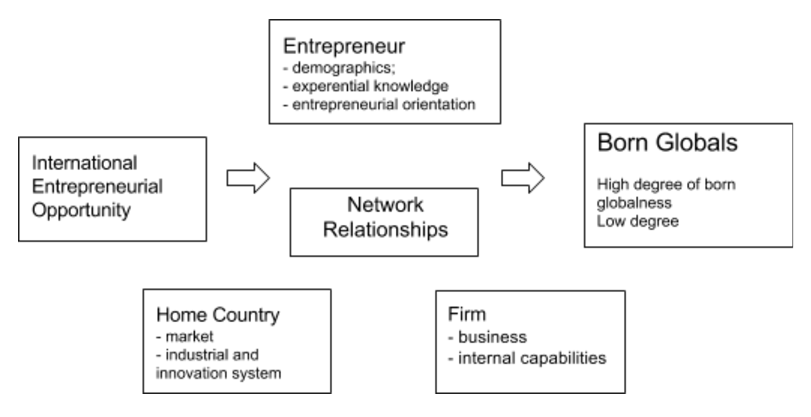 Entrepreneur
- demographics;
- experential knowledge
- entrepreneurial orientation
International
Entrepreneurial
Opportunity
Network
Relationships
Born Globals
High degree of born
globalness
Low degree
Home Country
- market
- industrial and
innovation system
Firm
- business
- internal capabilities